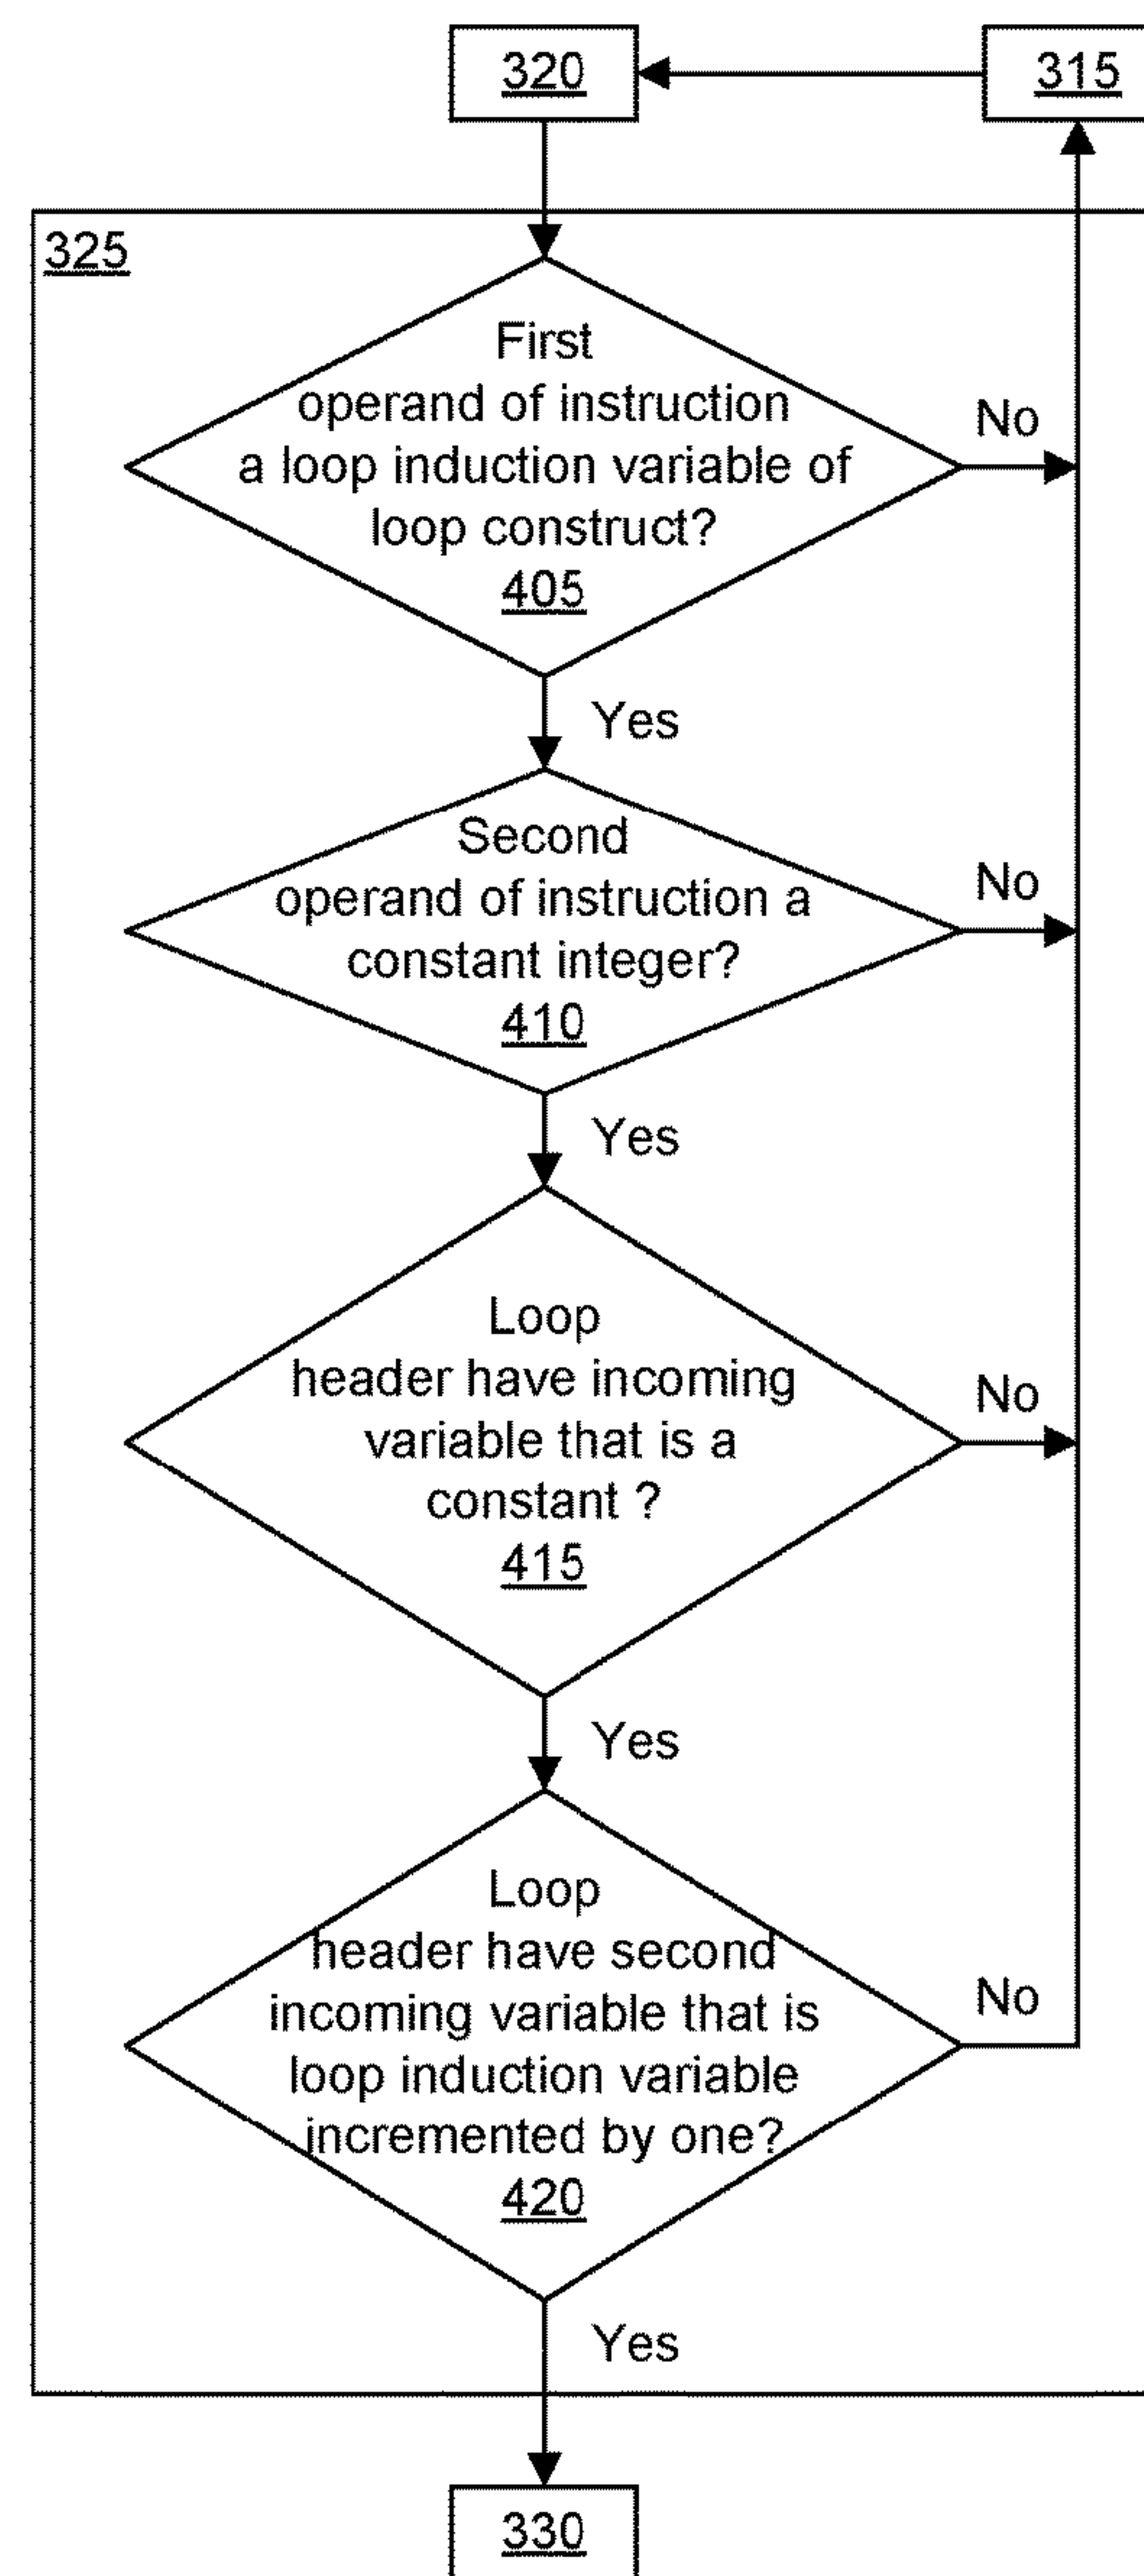 320
315
325
First
operand of instruction
a loop induction variable of
loop construct?
405
No
Yes
Second
operand of instruction a
constant integer?
410
No
Yes
Loop
header have incoming
variable that is a
constant ?
415
No
Yes
Loop
header have second
incoming variable that is
loop induction variable
incremented by one?
420
No
Yes
330